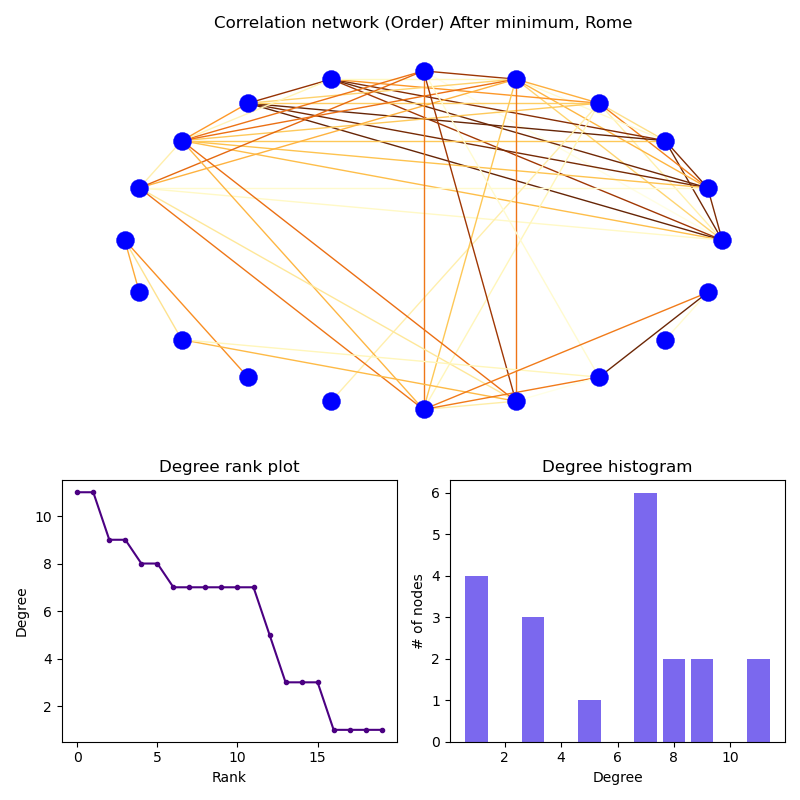 Correlation network (Order) After minimum, Rome
Degree rank plot
Degree
10
8
6
4
2
0 5 10 15
Rank
Degree histogram
# of nodes
6
5
4
3
2
1
0
2 4 6 8 10
Degree